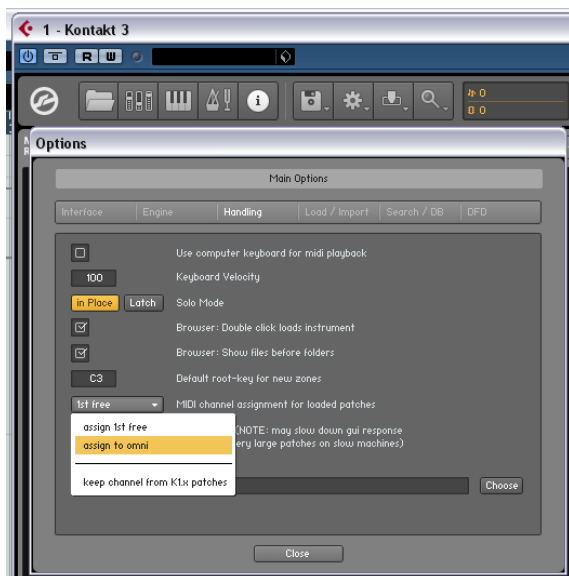 1 - Kontakt 3
R W
0
0
Options
Main Options
Interface Engine Handling Load / Import Search / DB DFD
Use computer keyboard for midi playback
100 Keyboard Velocity
in Place Latch Solo Mode
Browser: Double click loads instrument
Browser: Show files before folders
C3 Default root-key for new zones
1st free MIDI channel assignment for loaded patches
assign 1st free
(NOTE: may slow down gui response
assign to omni
ery large patches on slow machines)
keep channel from K1.x patches
Choose
Close